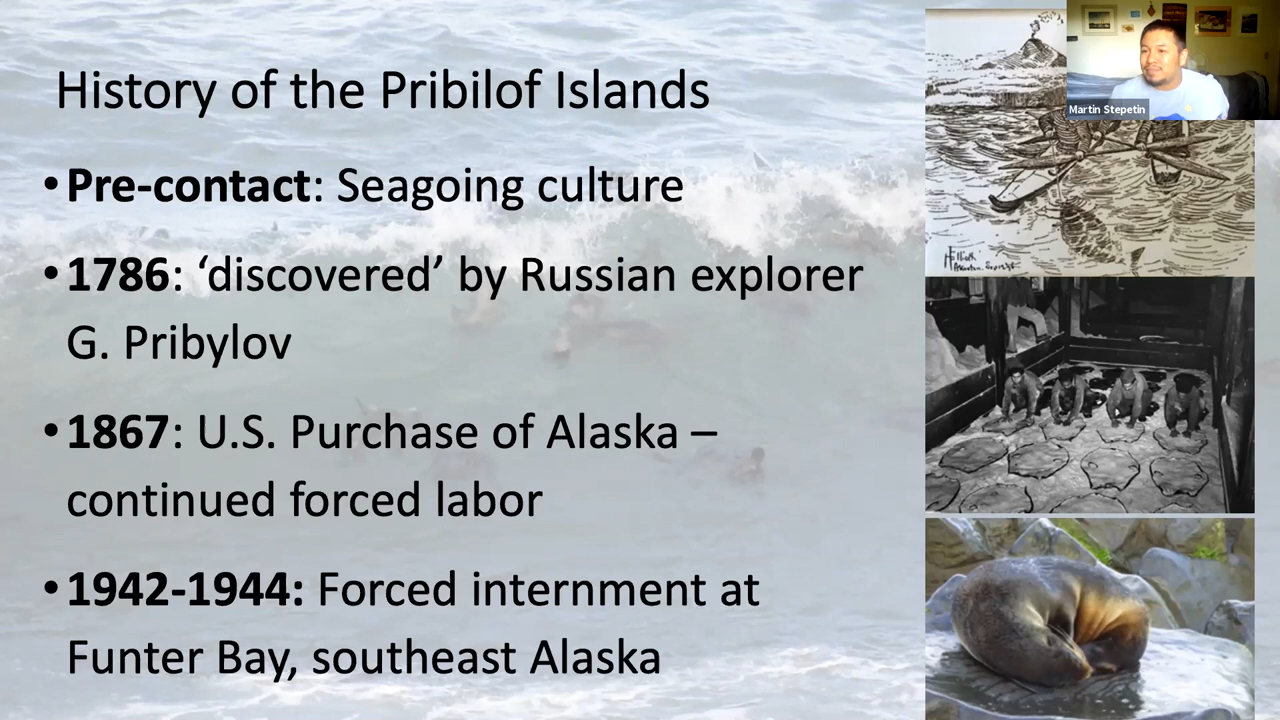 History of the Pribilof Islands
Martin Stepetin
• Pre-contact: Seagoing culture
• 1786: ‘discovered’ by Russian explorer
G. Pribylov
• 1867: U.S. Purchase of Alaska –
continued forced labor
• 1942-1944: Forced internment at
Funter Bay, southeast Alaska